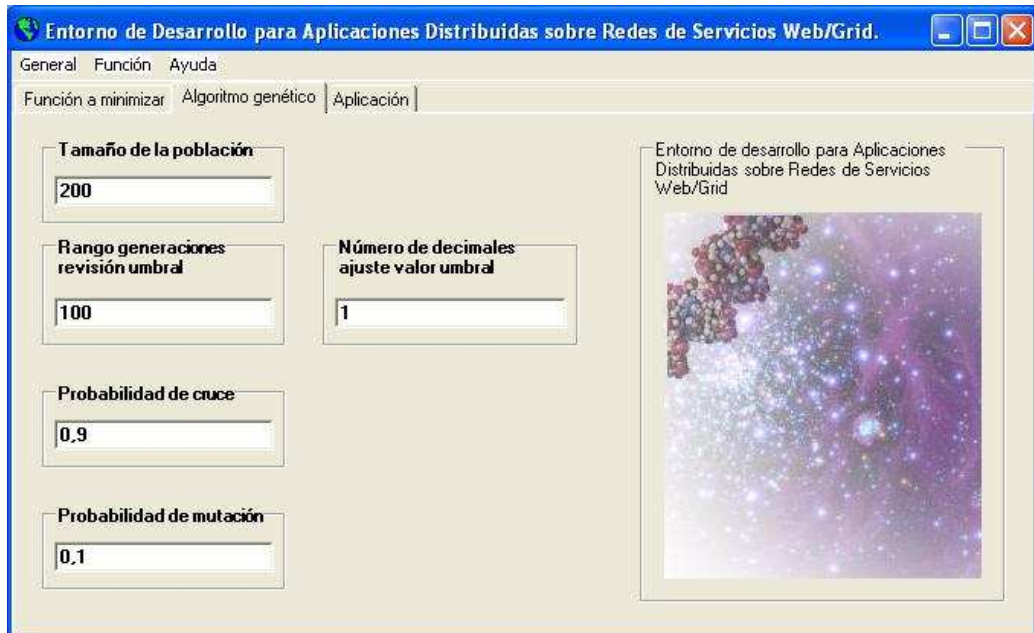 Entorno de Desarrollo para Aplicaciones Distribuidas sobre Redes de Servicios Web/Grid.
General Función Ayuda
Función a minimizar Algoritmo genético Aplicación
Tamaño de la población
200
Rango generaciones
revisión umbral
100
Número de decimales
ajuste valor umbral
1
Probabilidad de cruce
0,9
Probabilidad de mutación
0,1
Entorno de desarrollo para Aplicaciones
Distribuidas sobre Redes de Servicios
Web/Grid